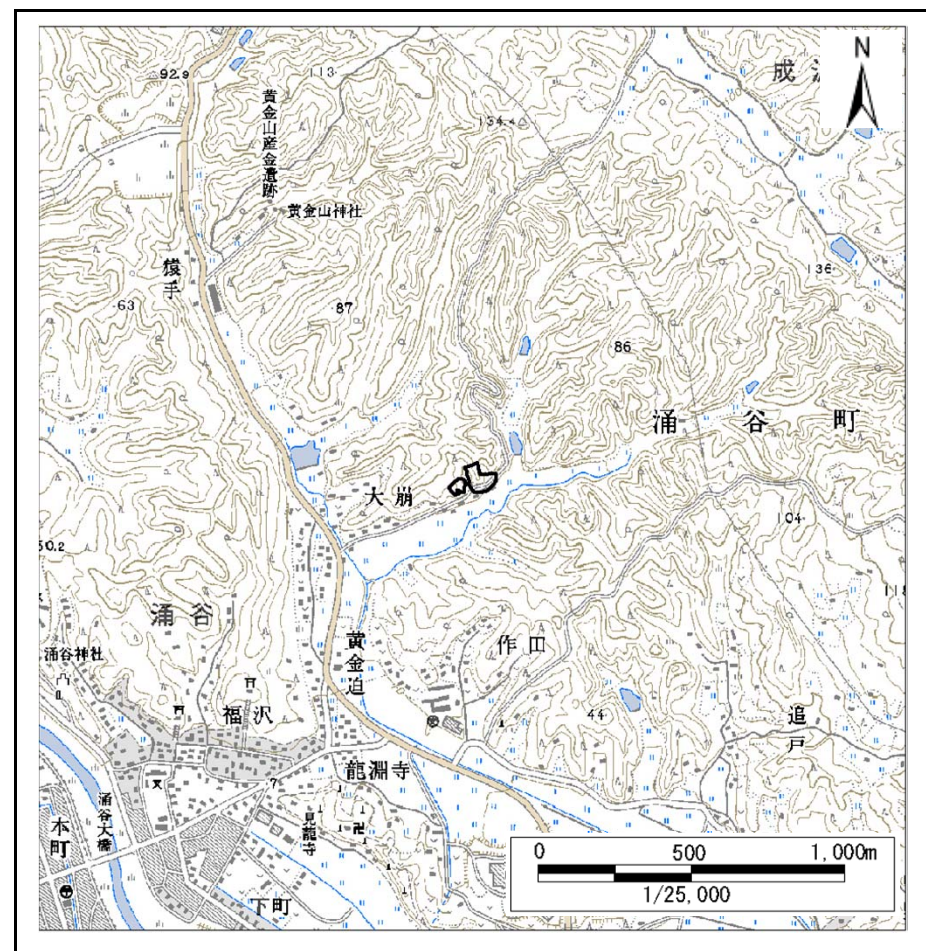 N
92.9
113
黄金山産金遺跡
134.4
黄金山神社
猿手
136
63
87
86
涌谷町
大崩
104
50.2
涌谷
涌谷神社
黄金迫
作田
福沢
44
追戸
龍淵寺
7
見龍寺
涌谷大橋
本町
下町
0 500 1,000m
1/25,000